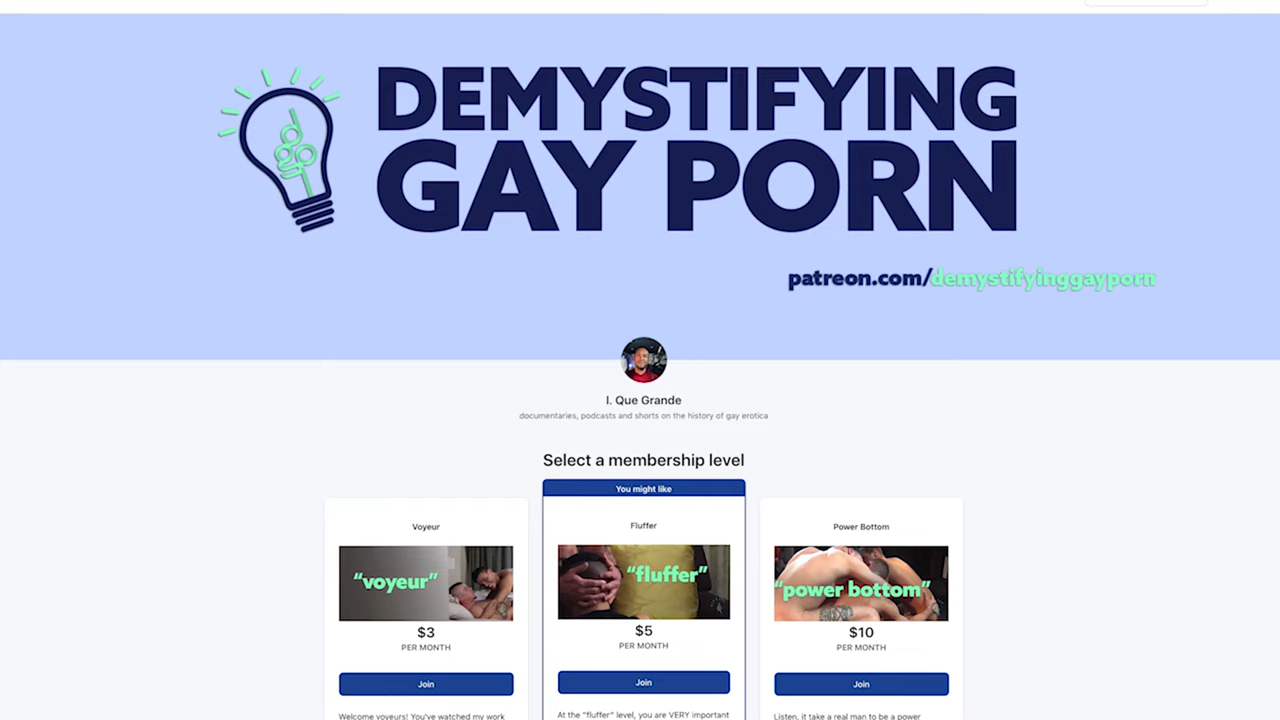 DEMYSTIFYING
GAY PORN
patreon.com/demystifyinggayporn
I. Que Grande
documentaries, podcasts and shorts on the history of gay erotica
Select a membership level
You might like
Voyeur
Fluffer
Power Bottom
"voyeur"
"fluffer"
"power bottom"
$3
PER MONTH
$5
PER MONTH
$10
PER MONTH
Join
Join
Join
Welcome voyeurs! You've watched my work
At the "fluffer" level, you are VERY important
Listen, it take a real man to be a power